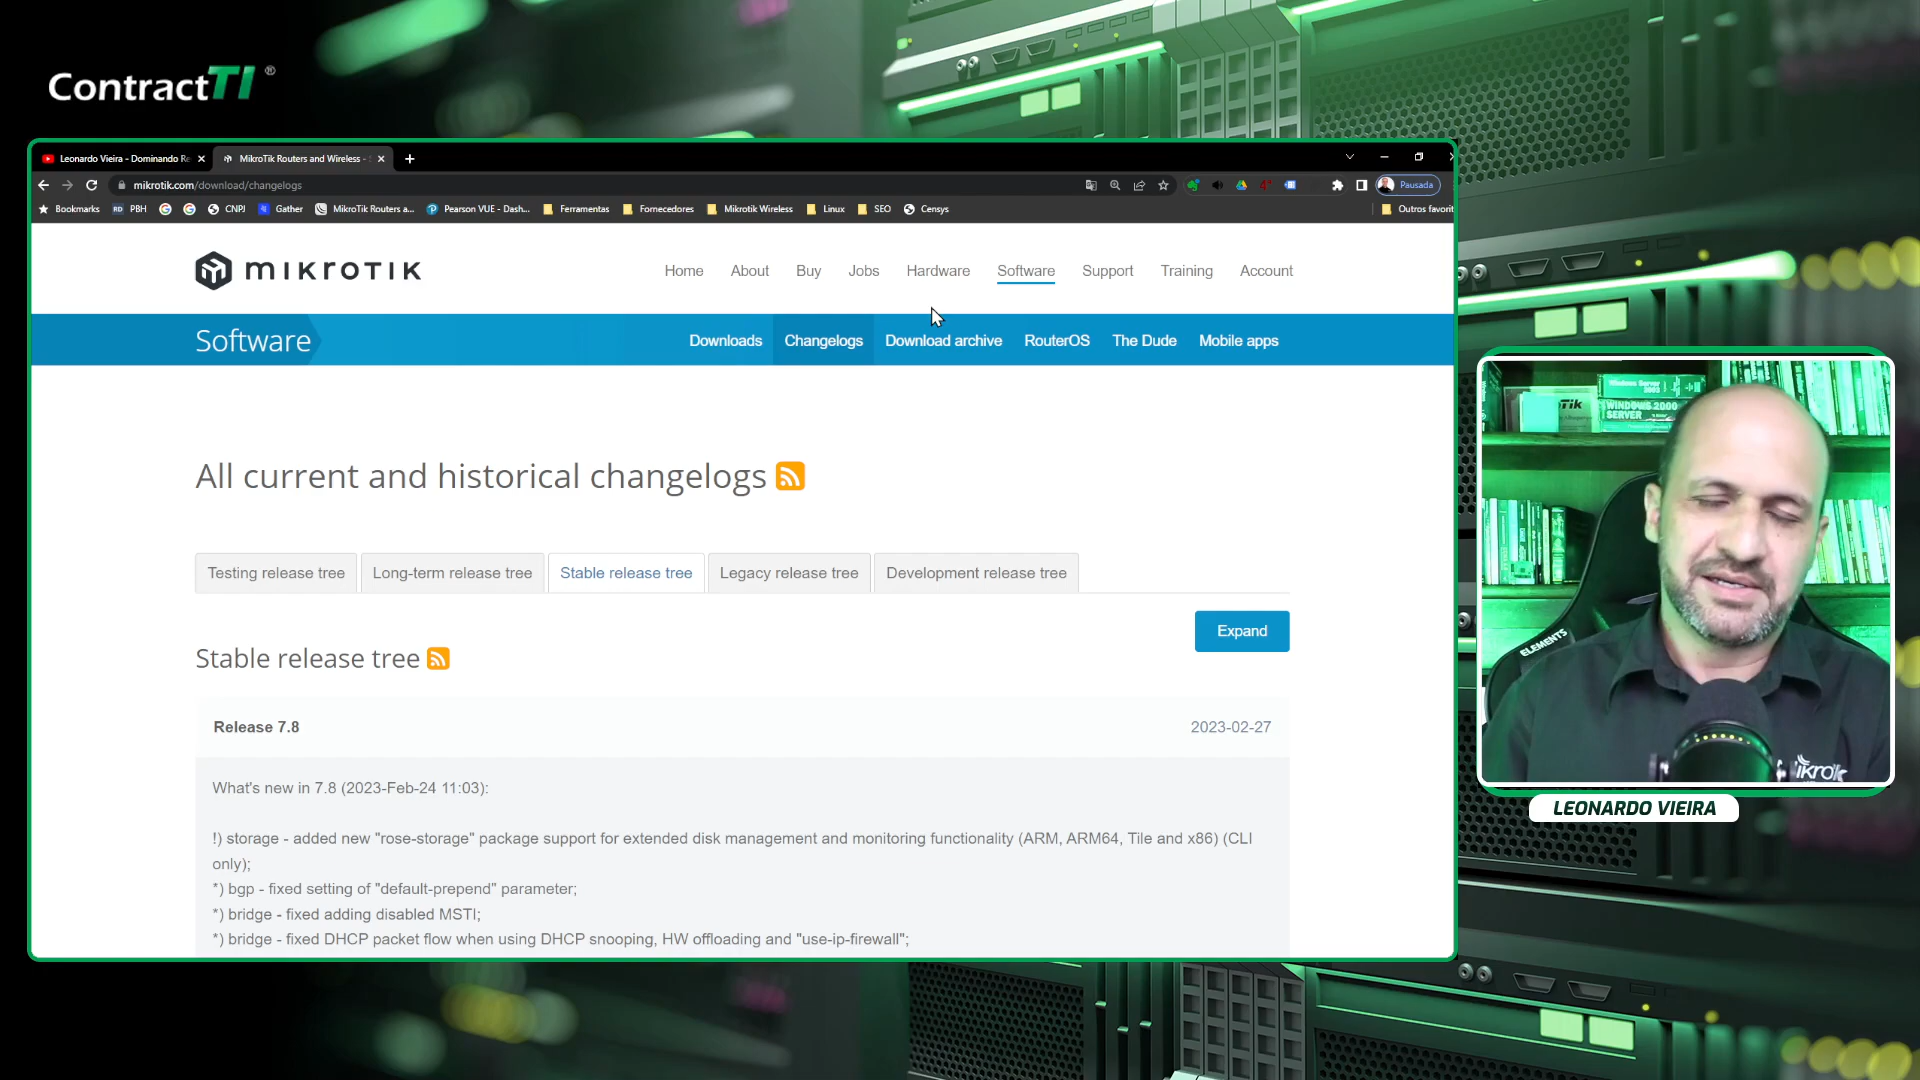 ContractTI ®
Leonardo Vieira - Dominando Re
MikroTik Routers and Wireless -
mikrotik.com/download/changelogs
Pausada
Bookmarks
PBH
CNPJ
Gather
MikroTik Routers a...
Pearson VUE - Dash...
Ferramentas
Fornecedores
Mikrotik Wireless
Linux
SEO
Censys
Outros favorit
mikrotik
Home About Buy Jobs Hardware Software Support Training Account
Software
Downloads Changelogs Download archive RouterOS The Dude Mobile apps
All current and historical changelogs
Testing release tree Long-term release tree Stable release tree Legacy release tree Development release tree
Expand
Stable release tree
Release 7.8 2023-02-27
What's new in 7.8 (2023-Feb-24 11:03):
!) storage - added new "rose-storage" package support for extended disk management and monitoring functionality (ARM, ARM64, Tile and x86) (CLI
only);
*) bgp - fixed setting of "default-prepend" parameter;
*) bridge - fixed adding disabled MSTI;
*) bridge - fixed DHCP packet flow when using DHCP snooping, HW offloading and "use-ip-firewall";
WINDOWS 2000
SERVER
ELEMENTS
LEONARDO VIEIRA